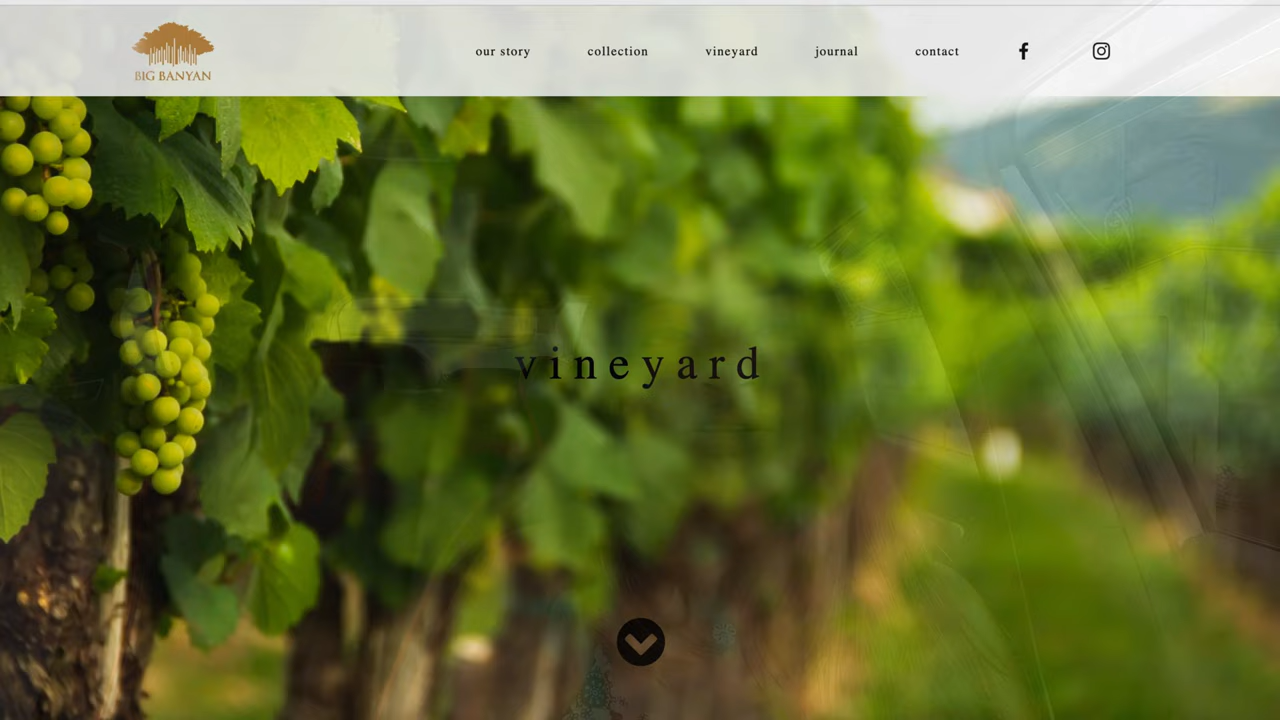 BIG BANYAN
our story
collection
vineyard
journal
contact
vineyard